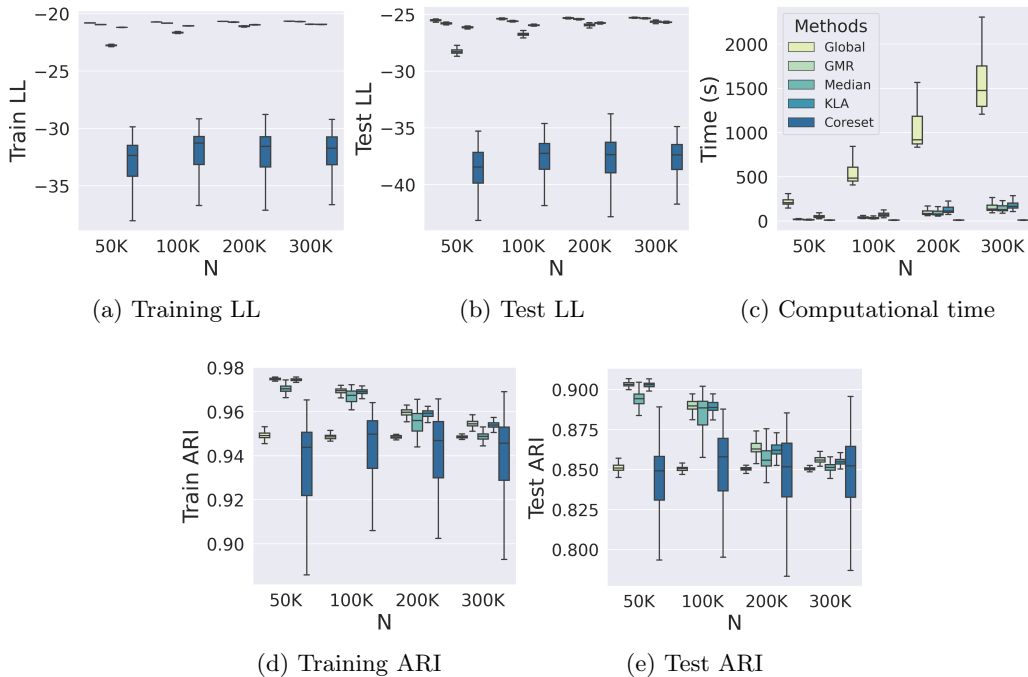 −20
−25
−30
−35
Train LL
50K 100K 200K 300K
N
(a) Training LL
−25
−30
−35
−40
Test LL
50K 100K 200K 300K
N
(b) Test LL
2000
1500
1000
500
0
Time (s)
Methods
Global
GMR
Median
KLA
Coreset
50K 100K 200K 300K
N
(c) Computational time
0.98
0.96
0.94
0.92
0.90
Train ARI
50K 100K 200K 300K
N
(d) Training ARI
0.900
0.875
0.850
0.825
0.800
Test ARI
50K 100K 200K 300K
N
(e) Test ARI